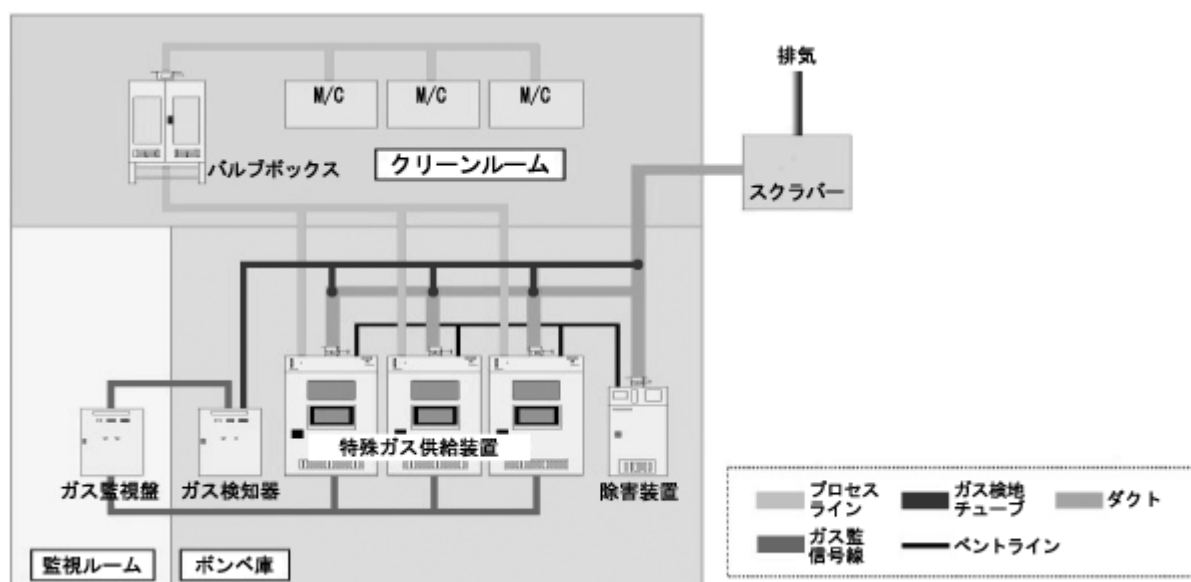 排気
M/C
M/C
M/C
バルブボックス
クリーンルーム
スクラバー
特殊ガス供給装置
ガス監視盤
ガス検知器
除害装置
監視ルーム
ボンベ庫
プロセス
ライン
ガス検地
チューブ
ダクト
ガス監
信号線
ベントライン